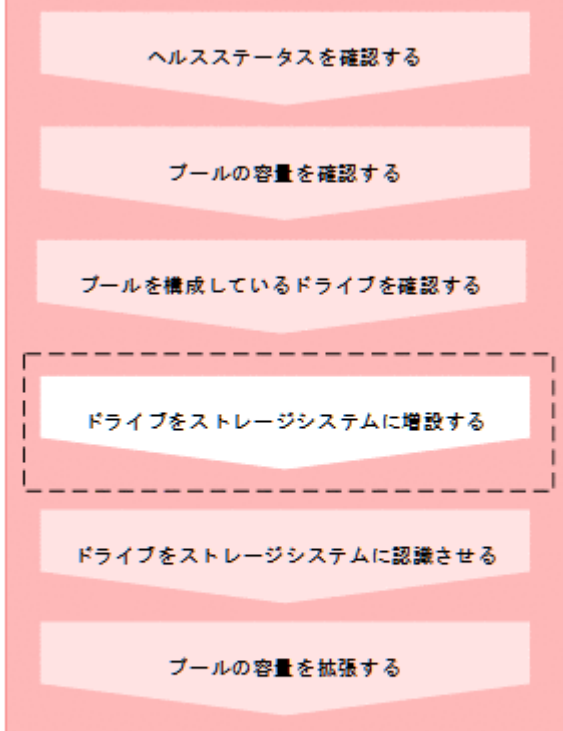 ヘルスステータスを確認する
プールの容量を確認する
プールを構成しているドライブを確認する
ドライブをストレージシステムに増設する
ドライブをストレージシステムに認識させる
プールの容量を拡張する